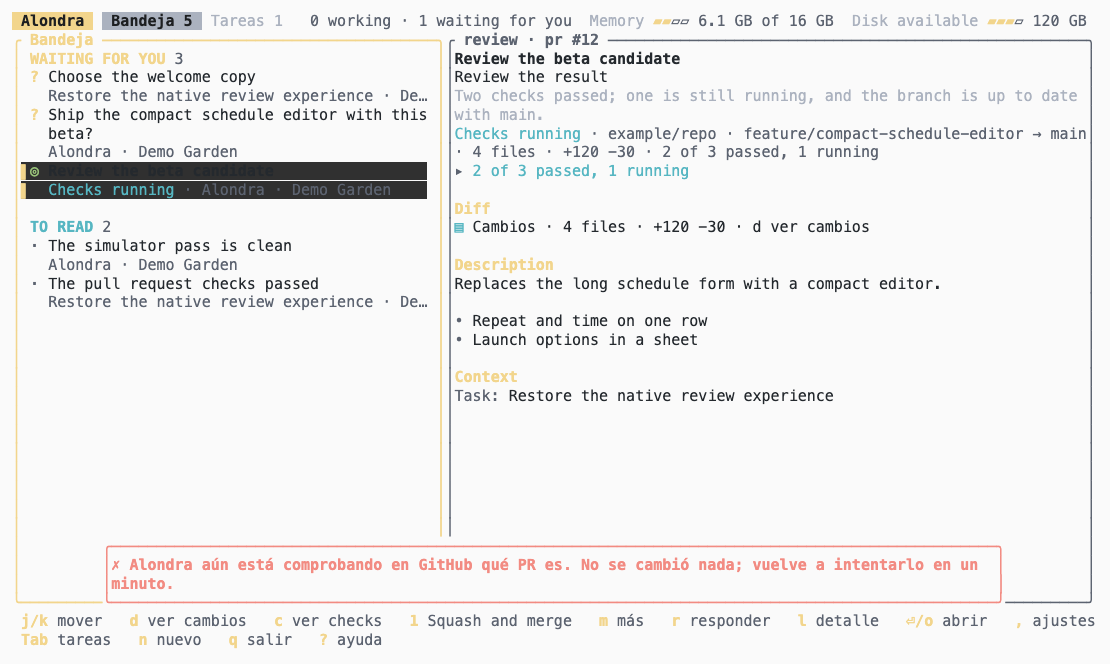 Alondra Bandeja 5 Tareas 1 0 working · 1 waiting for you Memory 6.1 GB of 16 GB Disk available 120 GB
Bandeja
WAITING FOR YOU 3
? Choose the welcome copy
Restore the native review experience · De…
? Ship the compact schedule editor with this
beta?
Alondra · Demo Garden
◎ Review the beta candidate
Checks running · Alondra · Demo Garden
TO READ 2
· The simulator pass is clean
Alondra · Demo Garden
· The pull request checks passed
Restore the native review experience · De…
review · pr #12
Review the beta candidate
Review the result
Two checks passed; one is still running, and the branch is up to date
with main.
Checks running · example/repo · feature/compact-schedule-editor → main
· 4 files · +120 −30 · 2 of 3 passed, 1 running
▸ 2 of 3 passed, 1 running
Diff
▤ Cambios · 4 files · +120 −30 · d ver cambios
Description
Replaces the long schedule form with a compact editor.
• Repeat and time on one row
• Launch options in a sheet
Context
Task: Restore the native review experience
✗ Alondra aún está comprobando en GitHub qué PR es. No se cambió nada; vuelve a intentarlo en un
minuto.
j/k mover d ver cambios c ver checks 1 Squash and merge m más r responder l detalle ⏎/o abrir , ajustes
Tab tareas n nuevo q salir ? ayuda